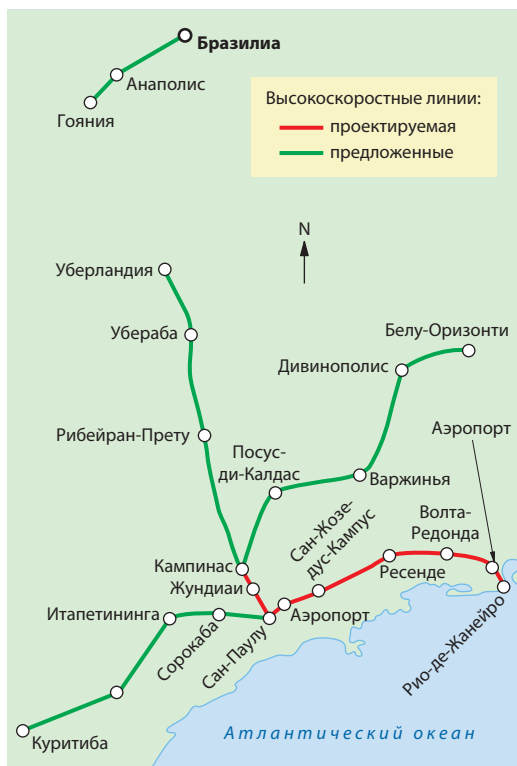 Бразилиа
Анаполис
Гояния
Высокоскоростные линии:
проектируемая
предложенные
N
Уберландия
Убераба
Белу-Оризонти
Дивинополис
Рибейран-Прету
Аэропорт
Посус-
ди-Калдас
Варжинья
Сан-Жозе-
дус-Кампус
Волта-
Редонда
Кампинас
Жундиаи
Ресенде
Итапетининга
Аэропорт
Сорокаба
Сан-Паулу
Рио-де-Жанейро
Куритиба
Атлантический океан